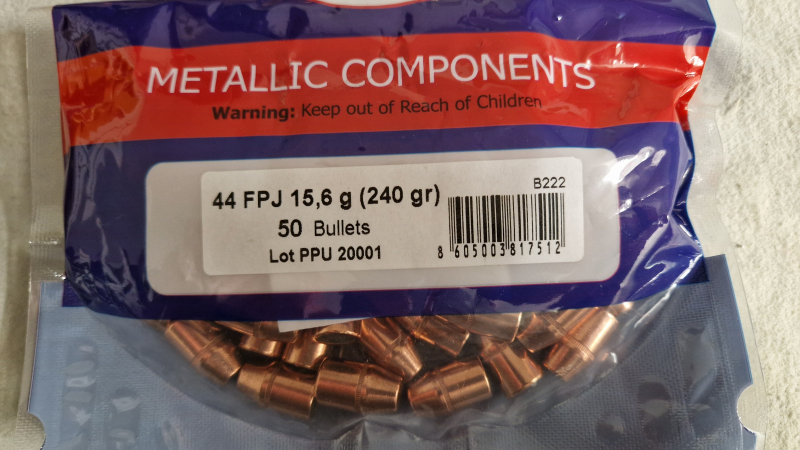 METALLIC COMPONENTS
Warning: Keep out of Reach of Children
B222
44 FPJ 15,6 g (240 gr)
50 Bullets
Lot PPU 20001
8 605003 817512